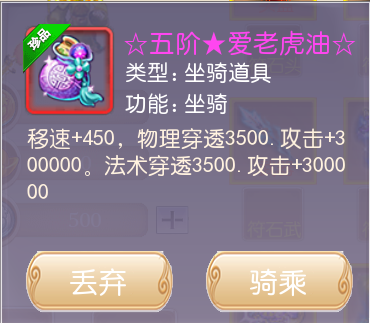 珍品
☆五阶★爱老虎油☆
类型:坐骑道具
功能:坐骑
移速+450，物理穿透3500.攻击+3
00000。法术穿透3500.攻击+30000
00
500
丢弃
骑乘